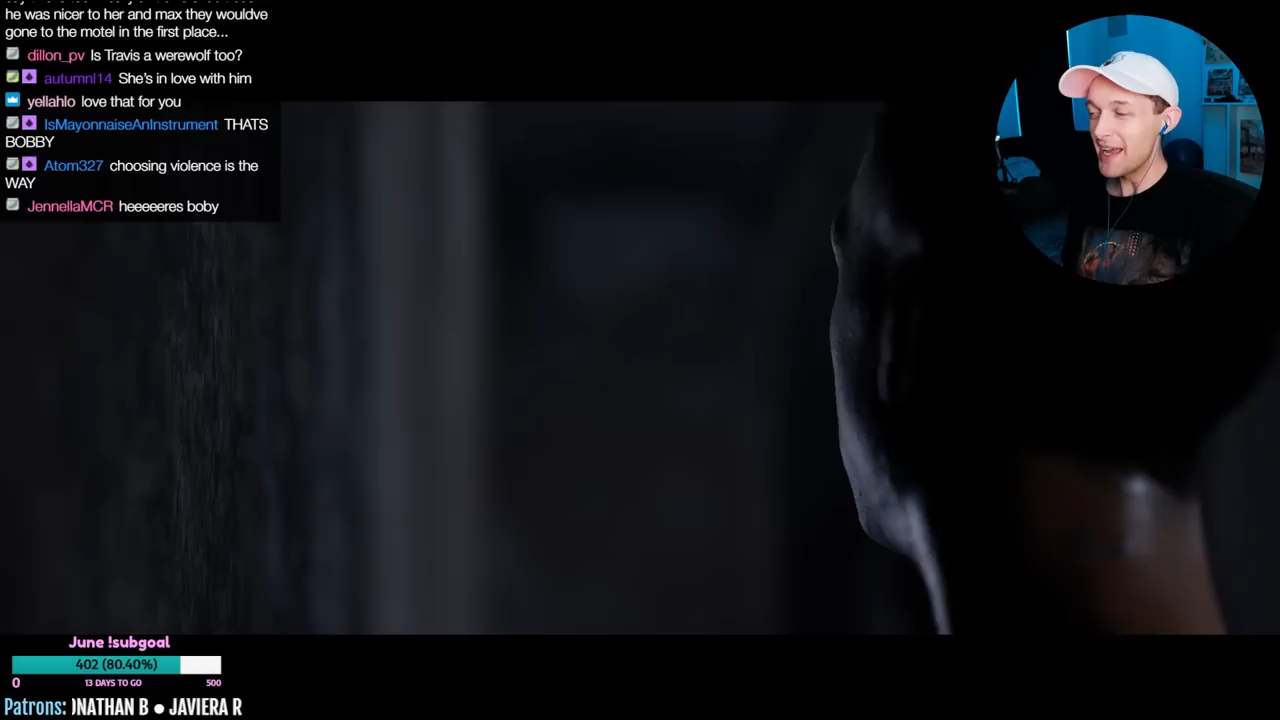 he was nicer to her and max they wouldve
gone to the motel in the first place...
dillon_pv Is Travis a werewolf too?
autumnl14 She's in love with him
yellahlo love that for you
IsMayonnaiseAnInstrument THATS
BOBBY
Atom327 choosing violence is the
WAY
JennellaMCR heeeeeres boby
June !subgoal
402 (80.40%)
0 13 DAYS TO GO 500
Patrons: ONATHAN B ● JAVIERA R